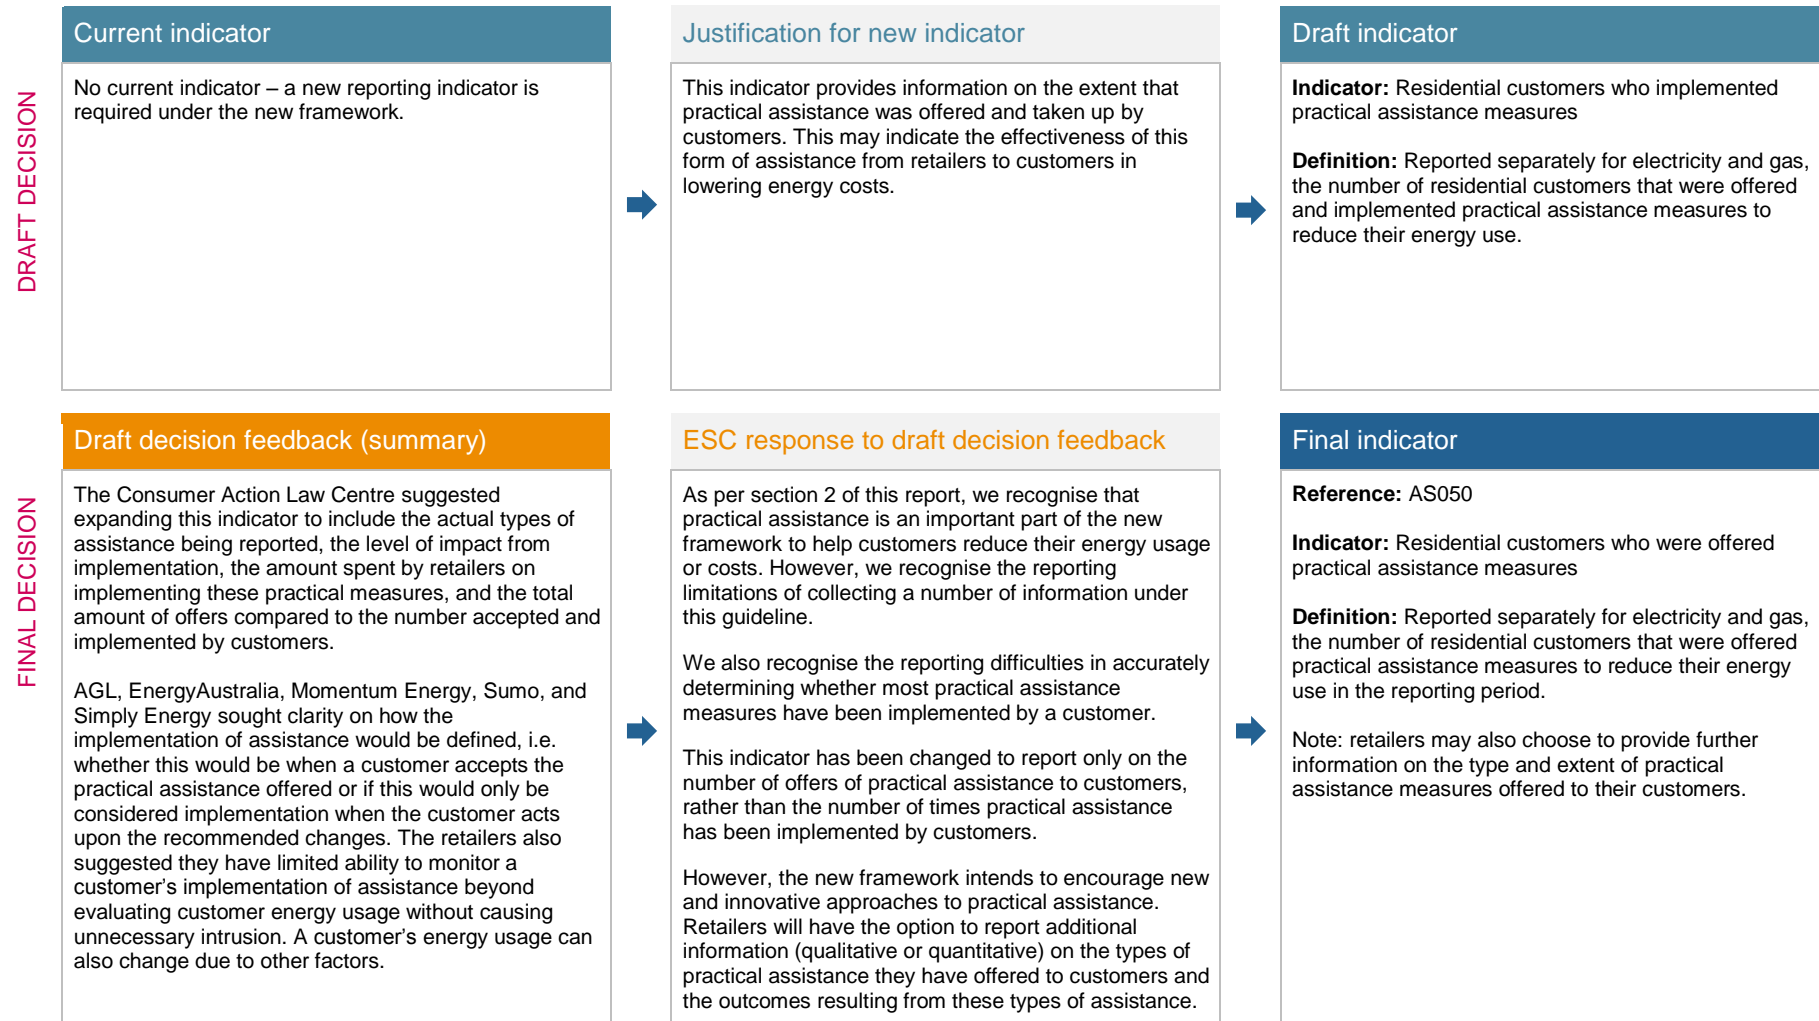 DRAFT DECISION
Current indicator
No current indicator – a new reporting indicator is
required under the new framework.
Justification for new indicator
This indicator provides information on the extent that
practical assistance was offered and taken up by
customers. This may indicate the effectiveness of this
form of assistance from retailers to customers in
lowering energy costs.
Draft indicator
Indicator: Residential customers who implemented
practical assistance measures
Definition: Reported separately for electricity and gas,
the number of residential customers that were offered
and implemented practical assistance measures to
reduce their energy use.
FINAL DECISION
Draft decision feedback (summary)
The Consumer Action Law Centre suggested
expanding this indicator to include the actual types of
assistance being reported, the level of impact from
implementation, the amount spent by retailers on
implementing these practical measures, and the total
amount of offers compared to the number accepted and
implemented by customers.
AGL, EnergyAustralia, Momentum Energy, Sumo, and
Simply Energy sought clarity on how the
implementation of assistance would be defined, i.e.
whether this would be when a customer accepts the
practical assistance offered or if this would only be
considered implementation when the customer acts
upon the recommended changes. The retailers also
suggested they have limited ability to monitor a
customer's implementation of assistance beyond
evaluating customer energy usage without causing
unnecessary intrusion. A customer's energy usage can
also change due to other factors.
ESC response to draft decision feedback
As per section 2 of this report, we recognise that
practical assistance is an important part of the new
framework to help customers reduce their energy usage
or costs. However, we recognise the reporting
limitations of collecting a number of information under
this guideline.
We also recognise the reporting difficulties in accurately
determining whether most practical assistance
measures have been implemented by a customer.
This indicator has been changed to report only on the
number of offers of practical assistance to customers,
rather than the number of times practical assistance
has been implemented by customers.
However, the new framework intends to encourage new
and innovative approaches to practical assistance.
Retailers will have the option to report additional
information (qualitative or quantitative) on the types of
practical assistance they have offered to customers and
the outcomes resulting from these types of assistance.
Final indicator
Reference: AS050
Indicator: Residential customers who were offered
practical assistance measures
Definition: Reported separately for electricity and gas,
the number of residential customers that were offered
practical assistance measures to reduce their energy
use in the reporting period.
Note: retailers may also choose to provide further
information on the type and extent of practical
assistance measures offered to their customers.